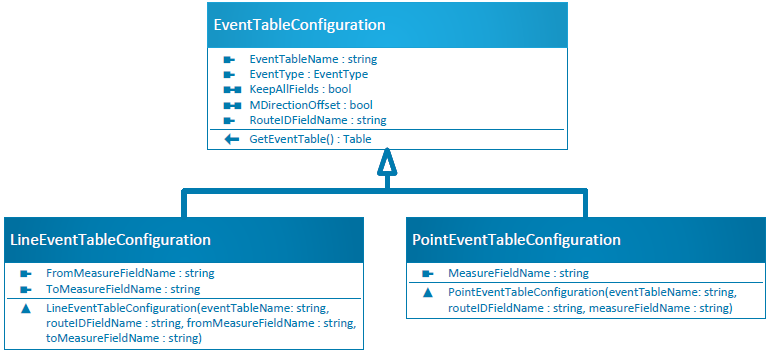 EventTableConfiguration
EventTableName : string
EventType : EventType
KeepAllFields : bool
MDirectionOffset : bool
RouteIDFieldName : string
GetEventTable() : Table
LineEventTableConfiguration
FromMeasureFieldName : string
ToMeasureFieldName : string
LineEventTableConfiguration(eventTableName: string,
routeIDFieldName : string, fromMeasureFieldName : string,
toMeasureFieldName : string)
PointEventTableConfiguration
MeasureFieldName : string
PointEventTableConfiguration(eventTableName: string,
routeIDFieldName : string, measureFieldName : string)